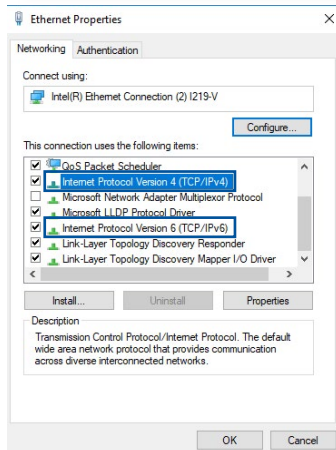 Ethernet Properties
Networking
Authentication
Connect using:
Intel(R) Ethernet Connection (2) I219-V
Configure...
This connection uses the following items:
QoS Packet Scheduler
Internet Protocol Version 4 (TCP/IPv4)
Microsoft Network Adapter Multiplexor Protocol
Microsoft LLDP Protocol Driver
Internet Protocol Version 6 (TCP/IPv6)
Link-Layer Topology Discovery Responder
Link-Layer Topology Discovery Mapper I/O Driver
Install...
Uninstall
Properties
Description
Transmission Control Protocol/Internet Protocol. The default
wide area network protocol that provides communication
across diverse interconnected networks.
OK
Cancel